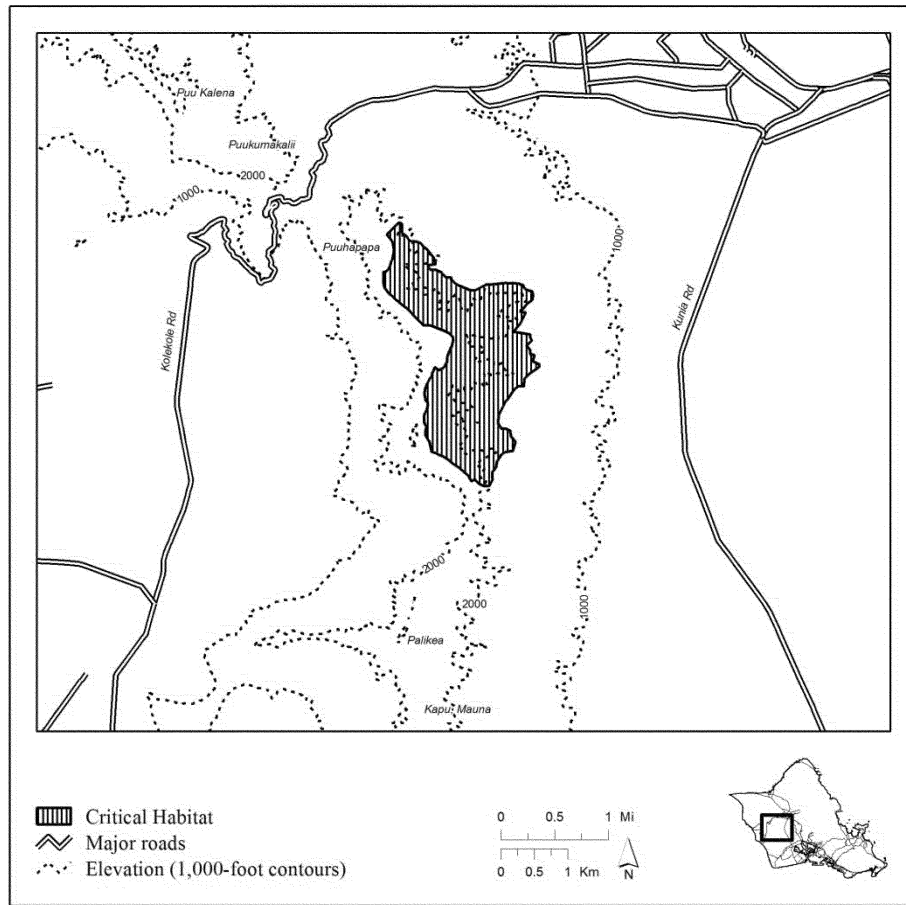 Puu Kalena
Puukumakalii
2000
1000
Puuhapapa
1000
Kolekole Rd
Kunia Rd
2000
2000
1000
Palikea
Kapu Mauna
Critical Habitat
Major roads
Elevation (1,000-foot contours)
0 0.5 1 Mi
0 0.5 1 Km
N